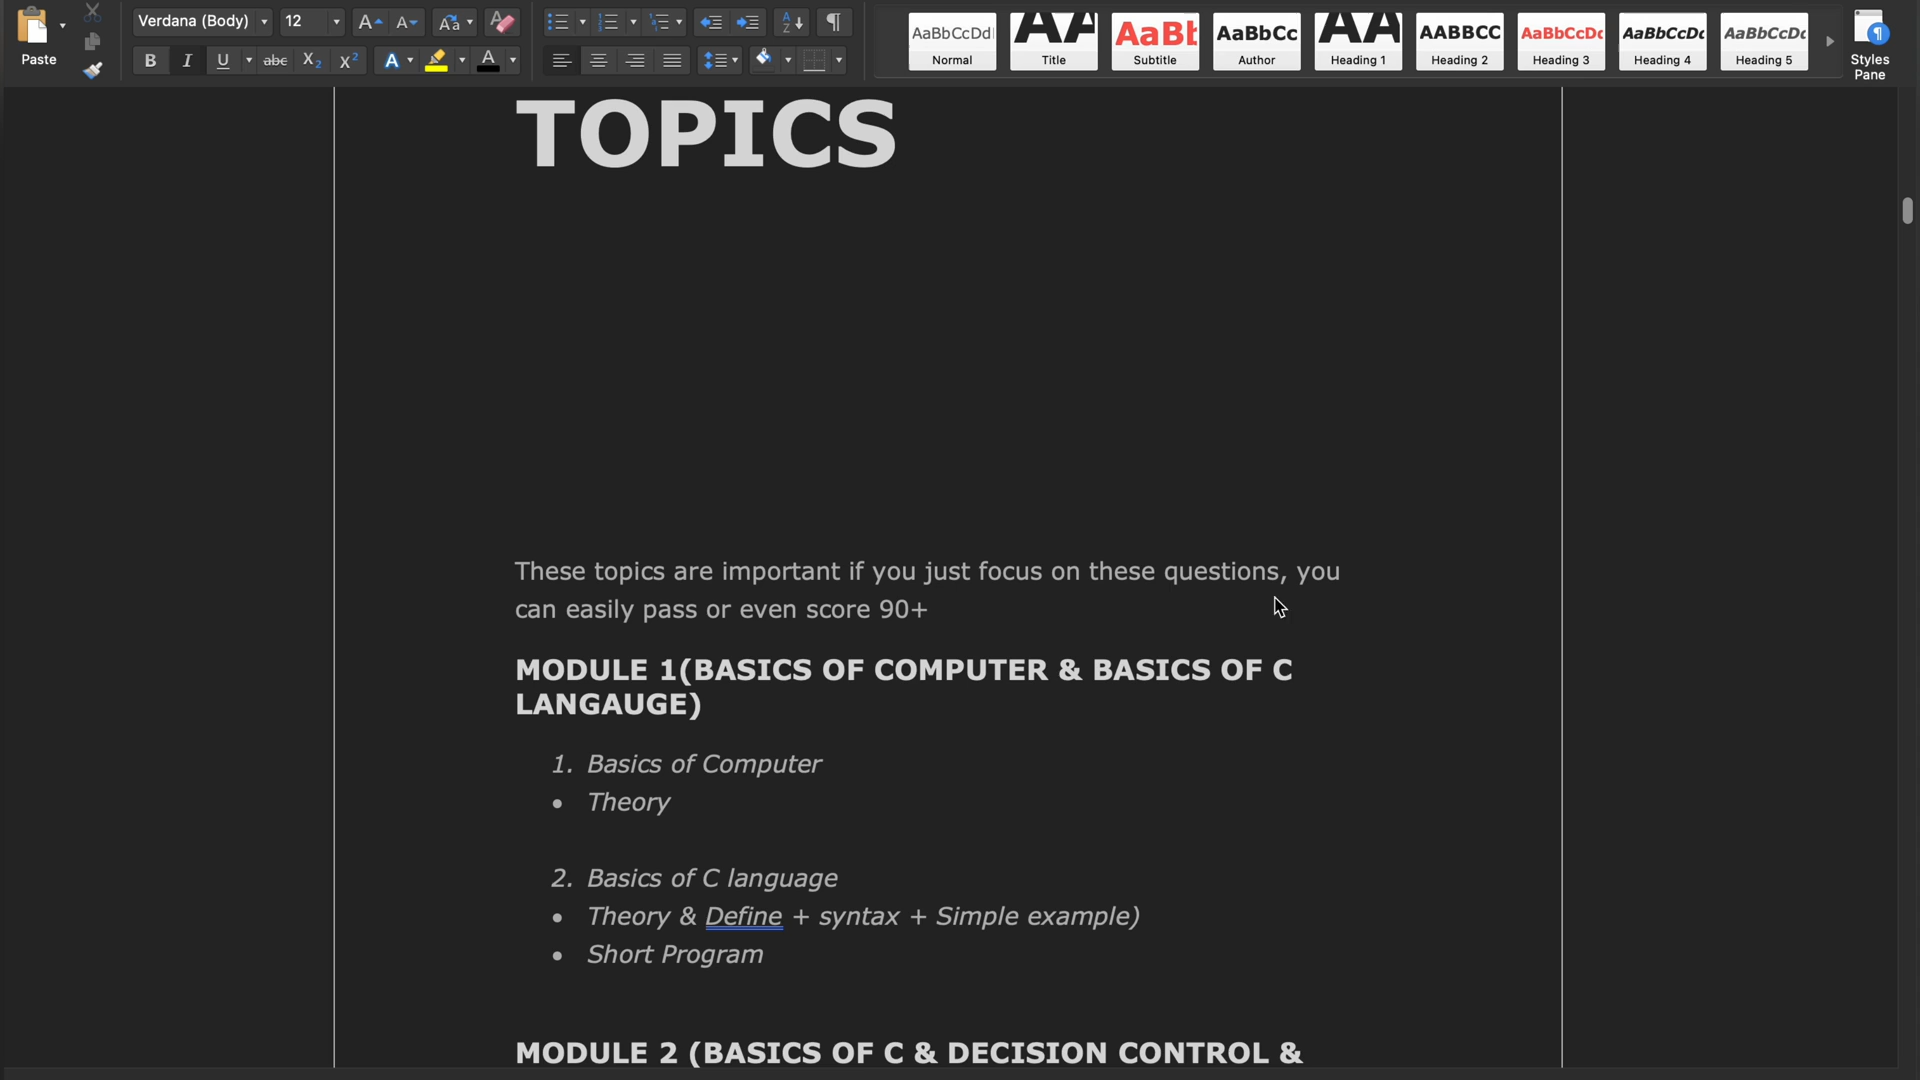 Verdana (Body) 12
Paste
AaBbCcDd AA AaBb AaBbCc AA AABBCC AaBbCcDc AaBbCcDc AaBbCcDc
Normal Title Subtitle Author Heading 1 Heading 2 Heading 3 Heading 4 Heading 5
Styles
Pane
TOPICS
These topics are important if you just focus on these questions, you
can easily pass or even score 90+
MODULE 1(BASICS OF COMPUTER & BASICS OF C
LANGAUGE)
1. Basics of Computer
• Theory
2. Basics of C language
• Theory & Define + syntax + Simple example)
• Short Program
MODULE 2 (BASICS OF C & DECISION CONTROL &